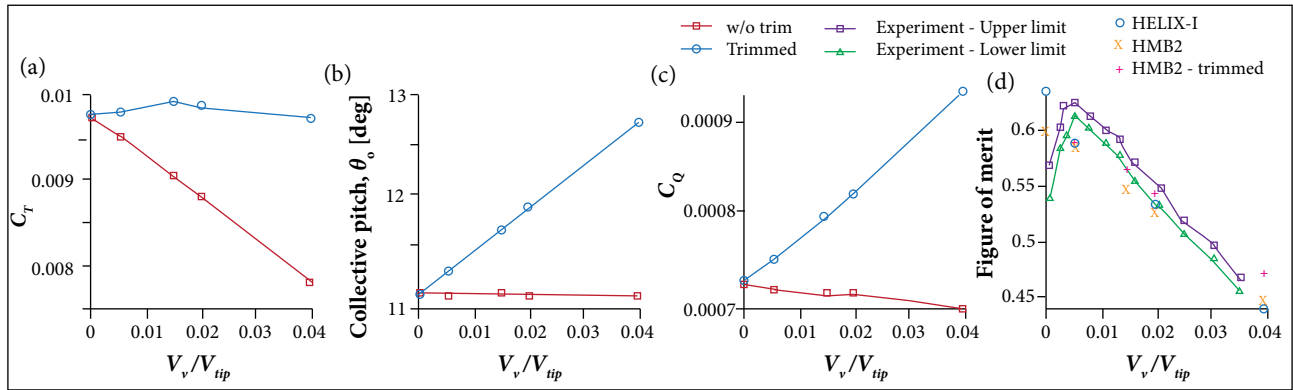 w/o trim
Trimmed
Experiment - Upper limit
Experiment - Lower limit
HELIX-I
HMB2
HMB2 - trimmed
(a)
0.01
0.009
0.008
C_T
0
0.01
0.02
0.03
0.04
V_v/V_tip
(b)
13
12
11
Collective pitch, θ_o [deg]
0
0.01
0.02
0.03
0.04
V_v/V_tip
(c)
0.0009
0.0008
0.0007
C_Q
0
0.01
0.02
0.03
0.04
V_v/V_tip
(d)
0.6
0.55
0.5
0.45
Figure of merit
0
0.01
0.02
0.03
0.04
V_v/V_tip